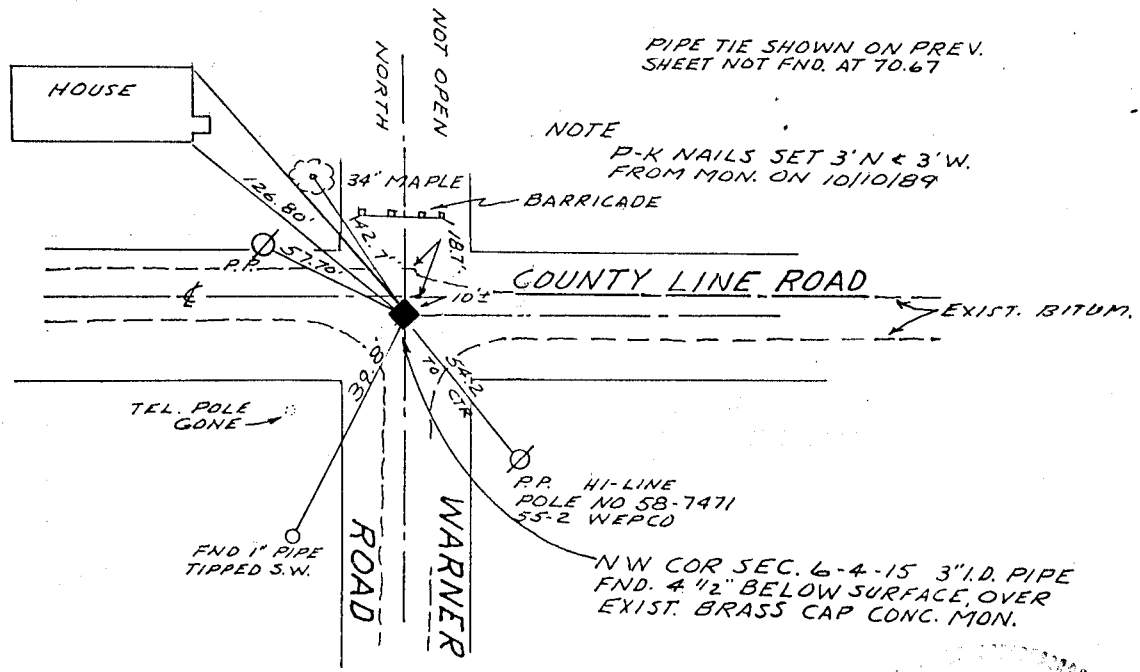 PIPE TIE SHOWN ON PREV.
SHEET NOT FND. AT 70.67
NORTH
NOT OPEN
HOUSE
NOTE
P-K NAILS SET 3'N & 3'W.
FROM MON. ON 10/10/89
34" MAPLE
BARRICADE
126.80'
42.7'
18.7'
P.P.
57.70'
COUNTY LINE ROAD
10'±
℄
EXIST. BITUM.
39.8'
54.2
TO CTR
TEL. POLE
GONE
P.P. HI-LINE
POLE NO 58-7471
55-2 WEPCO
FND 1" PIPE
TIPPED S.W.
ROAD
WARNER
NW COR SEC. 6-4-15 3" I.D. PIPE
FND. 4 1/2" BELOW SURFACE, OVER
EXIST. BRASS CAP CONC. MON.